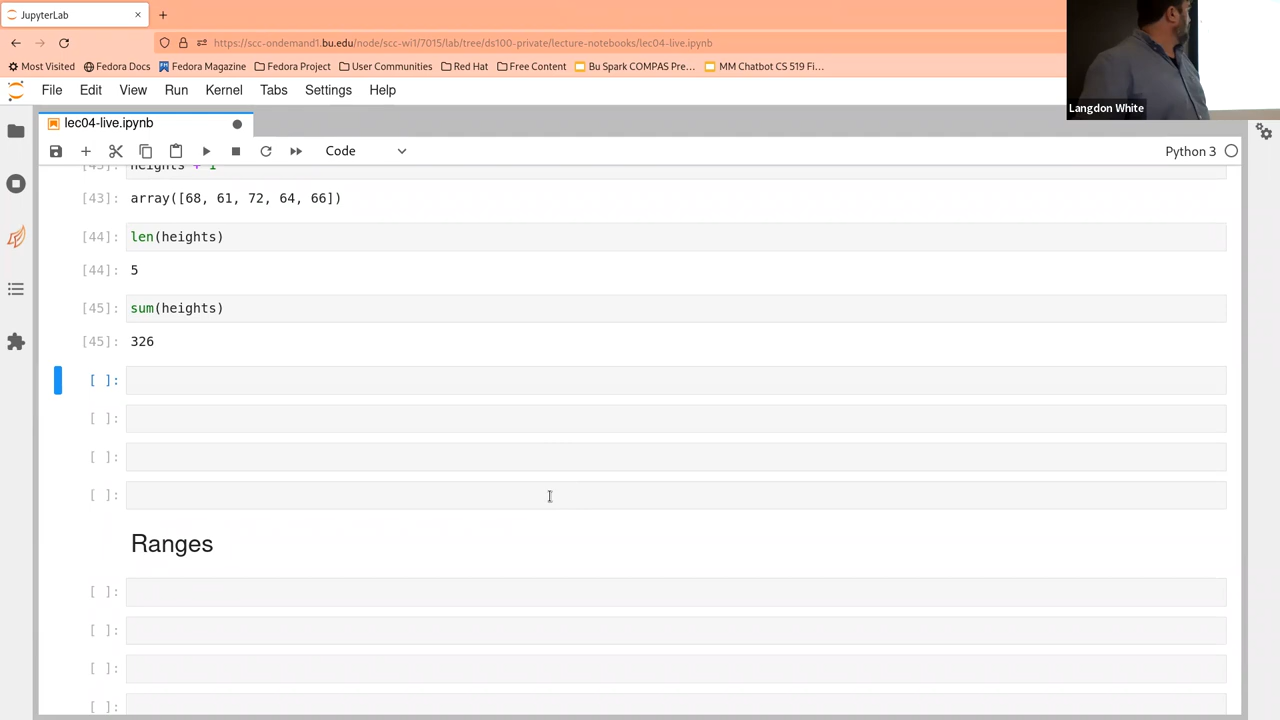 JupyterLab
https://scc-ondemand1.bu.edu/node/scc-wi1/7015/lab/tree/ds100-private/lecture-notebooks/lec04-live.ipynb
Most Visited Fedora Docs Fedora Magazine Fedora Project User Communities Red Hat Free Content Bu Spark COMPAS Pre… MM Chatbot CS 519 Fi…
Langdon White
File Edit View Run Kernel Tabs Settings Help
lec04-live.ipynb
Code Python 3
[43]: heights + 1
[43]: array([68, 61, 72, 64, 66])
[44]: len(heights)
[44]: 5
[45]: sum(heights)
[45]: 326
[ ]:
[ ]:
[ ]:
[ ]:
Ranges
[ ]:
[ ]:
[ ]:
[ ]: